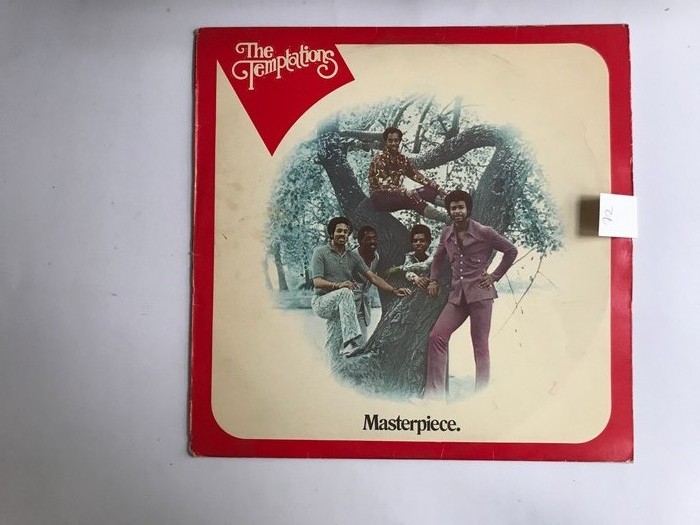 The
Temptations
Masterpiece.